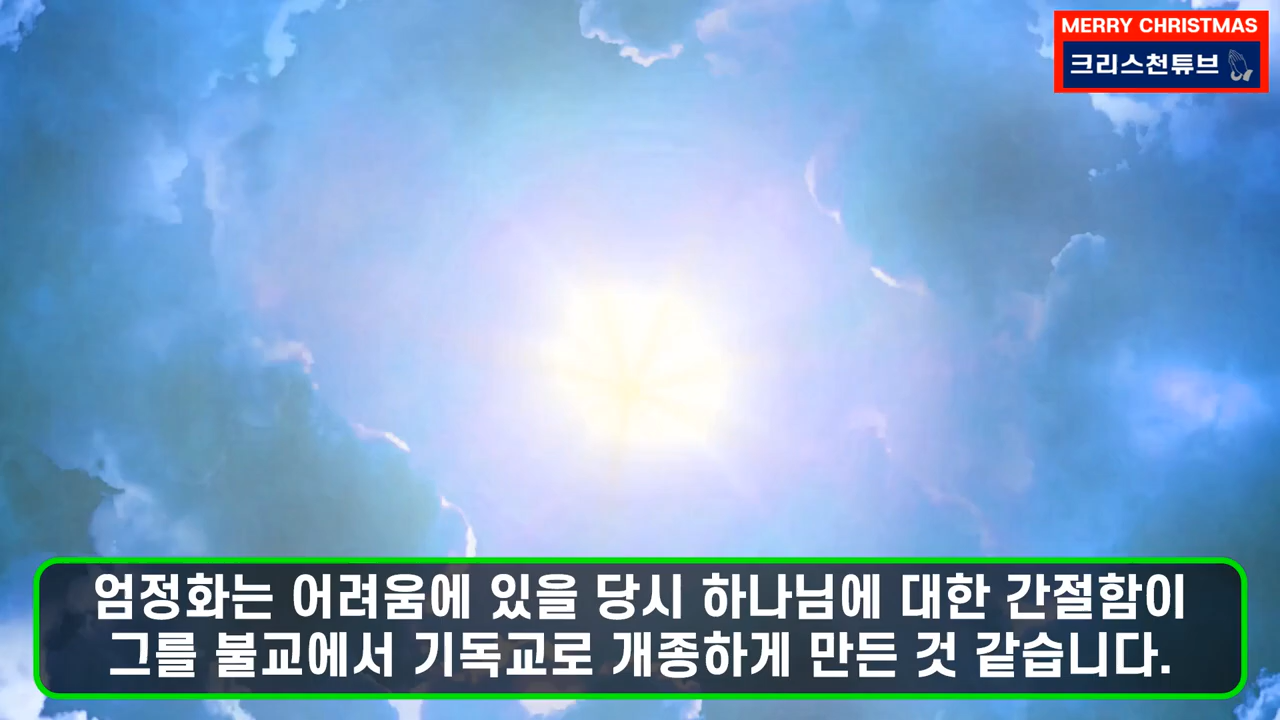 MERRY CHRISTMAS
크리스천튜브
엄정화는 어려움에 있을 당시 하나님에 대한 간절함이
그를 불교에서 기독교로 개종하게 만든 것 같습니다.